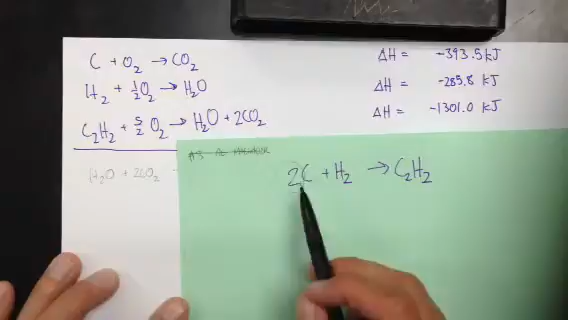 C + O₂ → CO₂ ΔH = -393.5 kJ
H₂ + ½O₂ → H₂O ΔH = -285.8 kJ
C₂H₂ + 5/2 O₂ → H₂O + 2CO₂ ΔH = -1301.0 kJ
H₂O + 2CO₂ →
2C + H₂ → C₂H₂